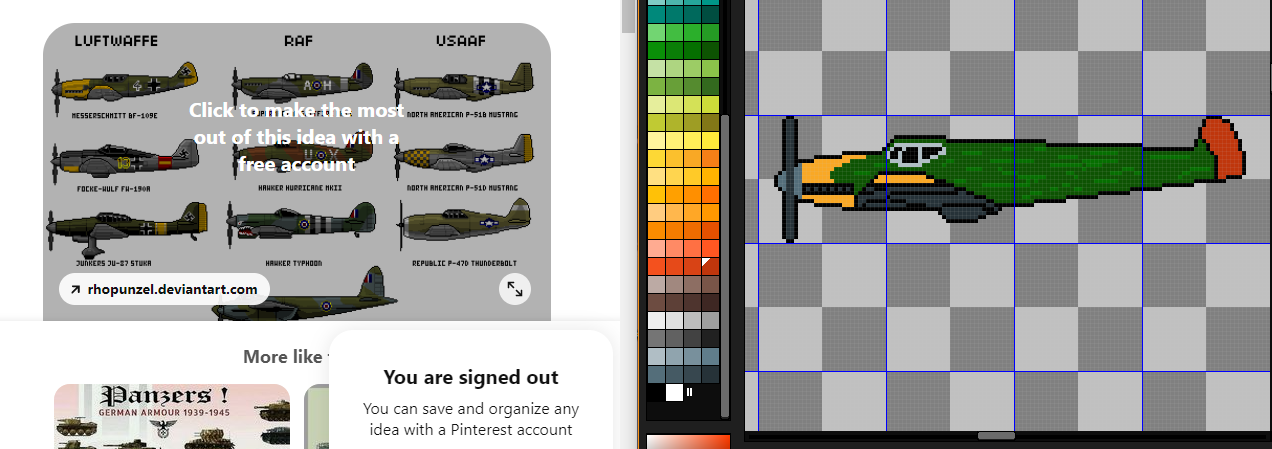 LUFTWAFFE RAF USAAF
MESSERSCHMITT BF-109E
NORTH AMERICAN P-51B MUSTANG
Click to make the most
out of this idea with a
free account
FOCKE-WULF FW-190A
HAWKER HURRICANE MKII
NORTH AMERICAN P-51D MUSTANG
JUNKERS JU-87 STUKA
HAWKER TYPHOON
REPUBLIC P-47D THUNDERBOLT
rhopunzel.deviantart.com
More like
You are signed out
You can save and organize any
idea with a Pinterest account
Panzers !
GERMAN ARMOUR 1939-1945